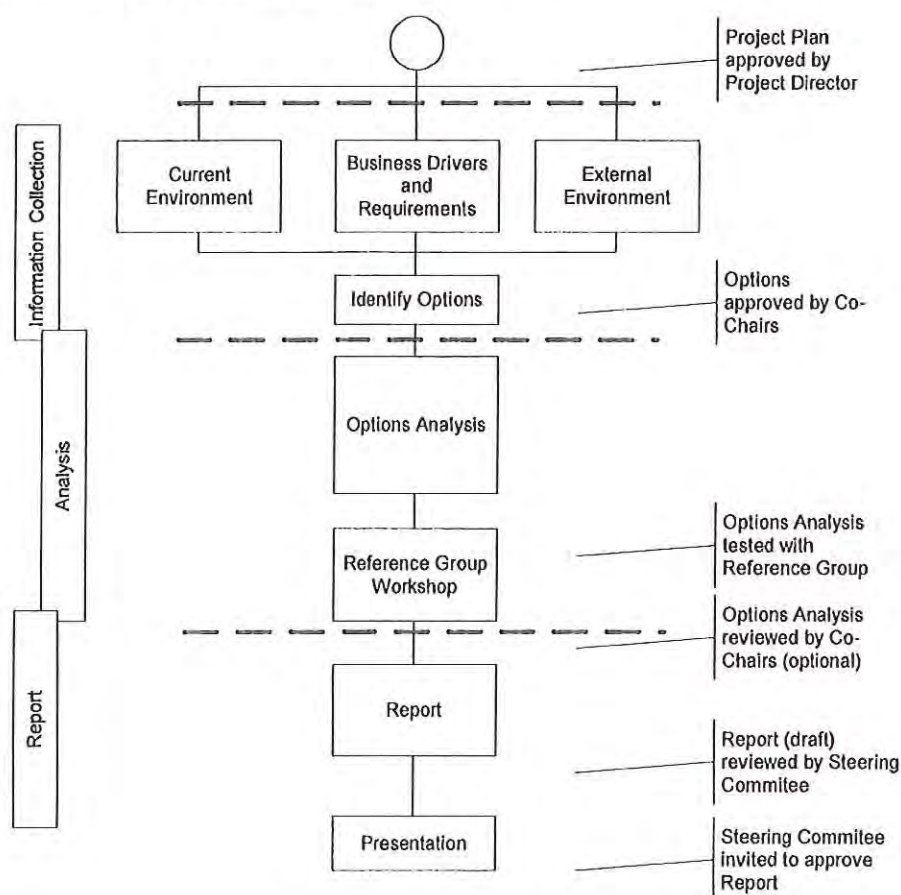 Project Plan
approved by
Project Director
Information Collection
Current
Environment
Business Drivers
and
Requirements
External
Environment
Identify Options
Options
approved by Co-
Chairs
Analysis
Options Analysis
Reference Group
Workshop
Options Analysis
tested with
Reference Group
Options Analysis
reviewed by Co-
Chairs (optional)
Report
Report
Report (draft)
reviewed by Steering
Commitee
Presentation
Steering Commitee
invited to approve
Report